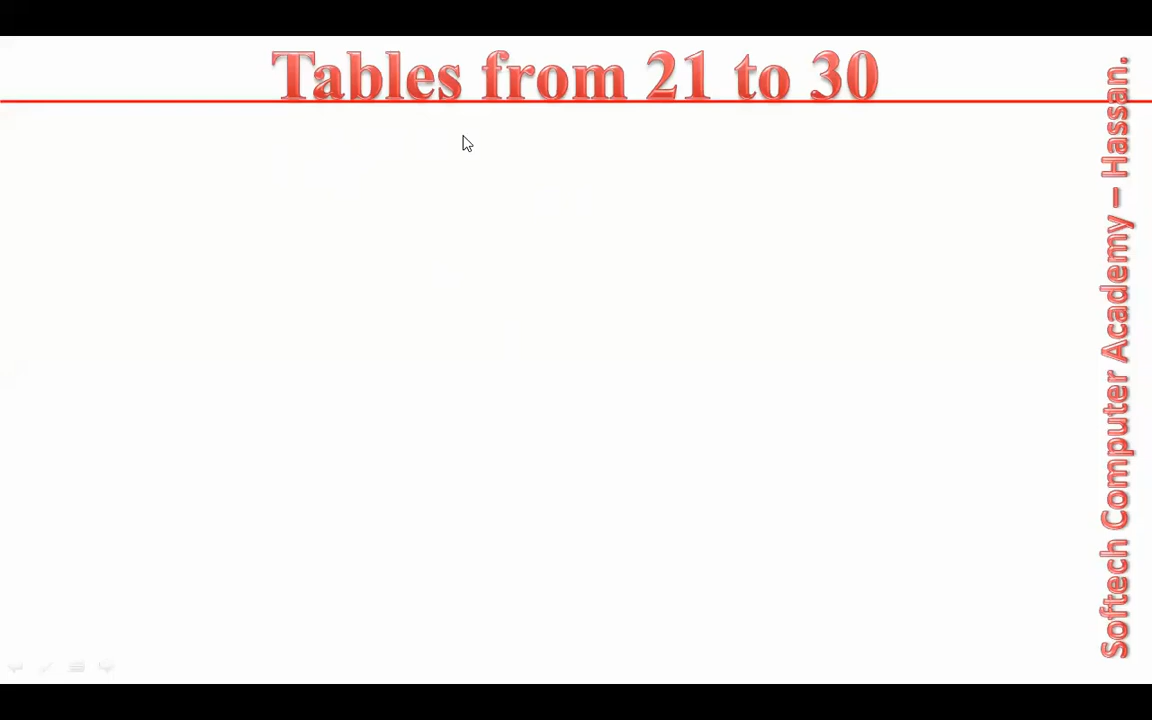 Tables from 21 to 30
Softech Computer Academy – Hassan.